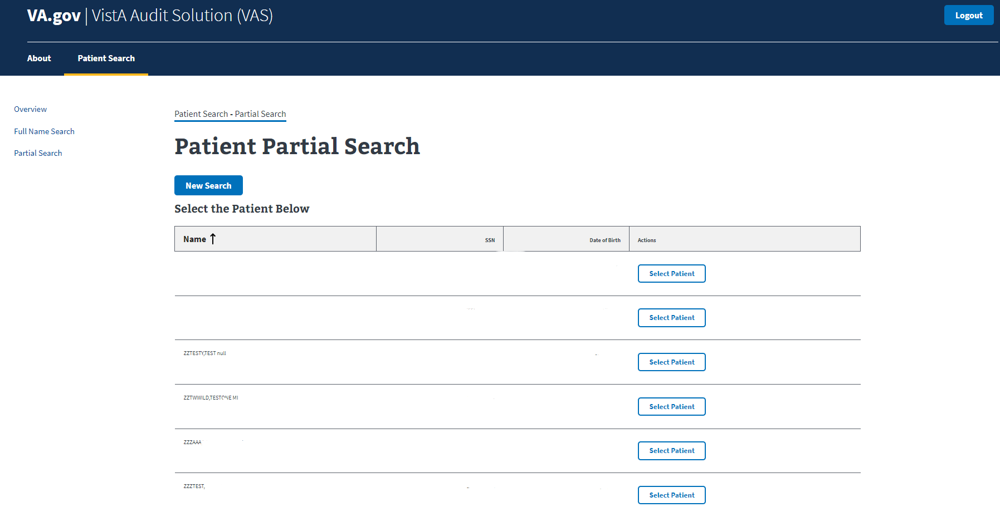 VA.gov | VistA Audit Solution (VAS)
Logout
About
Patient Search
Overview
Full Name Search
Partial Search
Patient Search - Partial Search
Patient Partial Search
New Search
Select the Patient Below
Name ↑ SSN Date of Birth Actions
Select Patient
Select Patient
ZZTESTY,TEST null Select Patient
ZZTWWILD,TESTONE MI Select Patient
ZZZAAA Select Patient
ZZZTEST, Select Patient